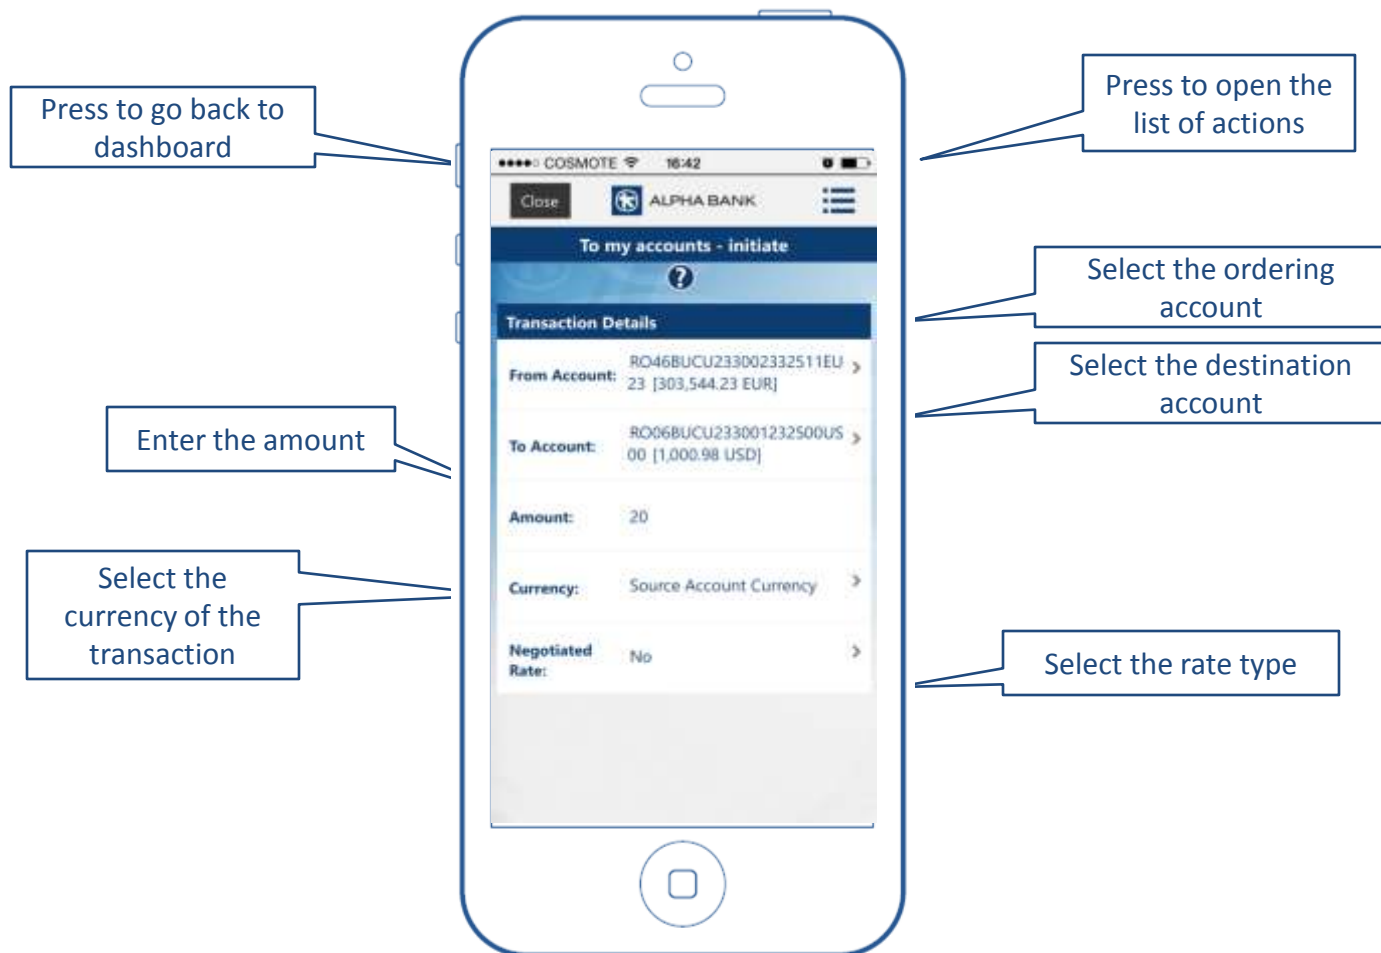 Press to go back to
dashboard
Press to open the
list of actions
COSMOTE 16:42
Close ALPHA BANK
To my accounts - initiate
?
Select the ordering
account
Transaction Details
From Account: RO46BUCU233002332511EU
23 [303,544.23 EUR]
Select the destination
account
Enter the amount
To Account: RO06BUCU233001232500US
00 [1,000.98 USD]
Amount: 20
Select the
currency of the
transaction
Currency: Source Account Currency
Negotiated
Rate: No
Select the rate type